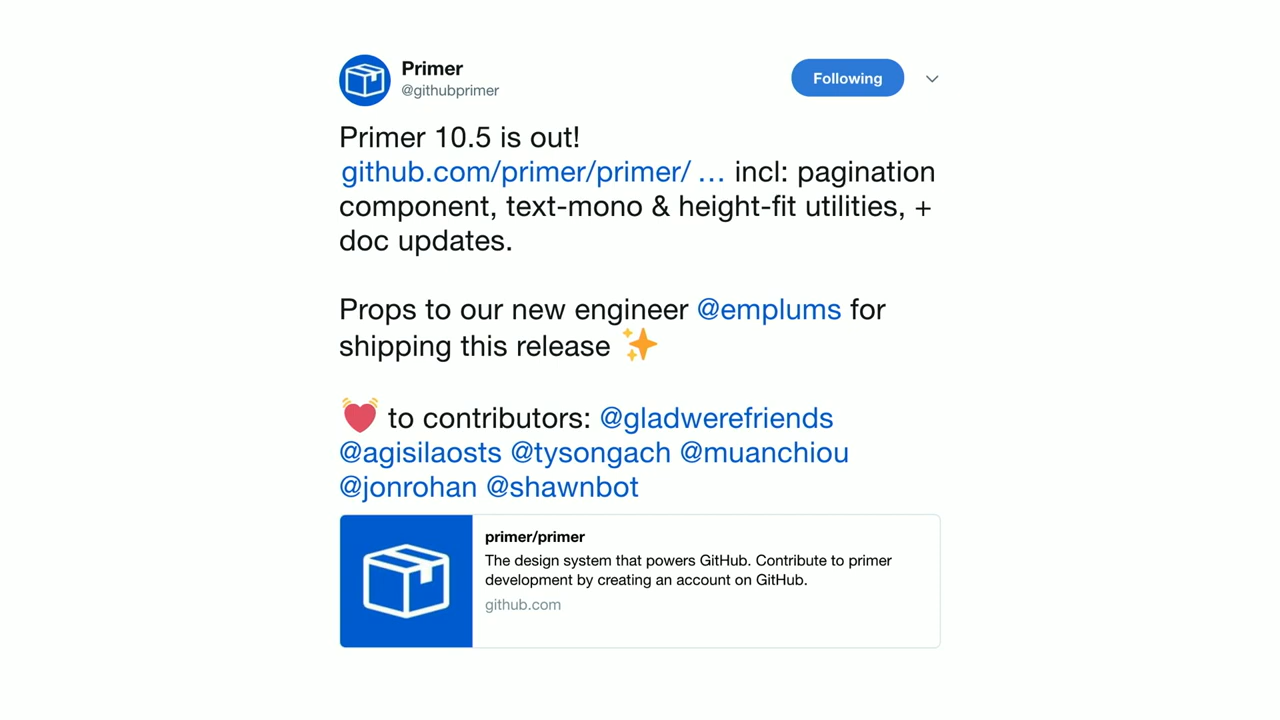 Primer
@githubprimer
Following
Primer 10.5 is out!
github.com/primer/primer/ … incl: pagination
component, text-mono & height-fit utilities, +
doc updates.
Props to our new engineer @emplums for
shipping this release ✨
💓 to contributors: @gladwerefriends
@agisilaosts @tysongach @muanchiou
@jonrohan @shawnbot
primer/primer
The design system that powers GitHub. Contribute to primer
development by creating an account on GitHub.
github.com